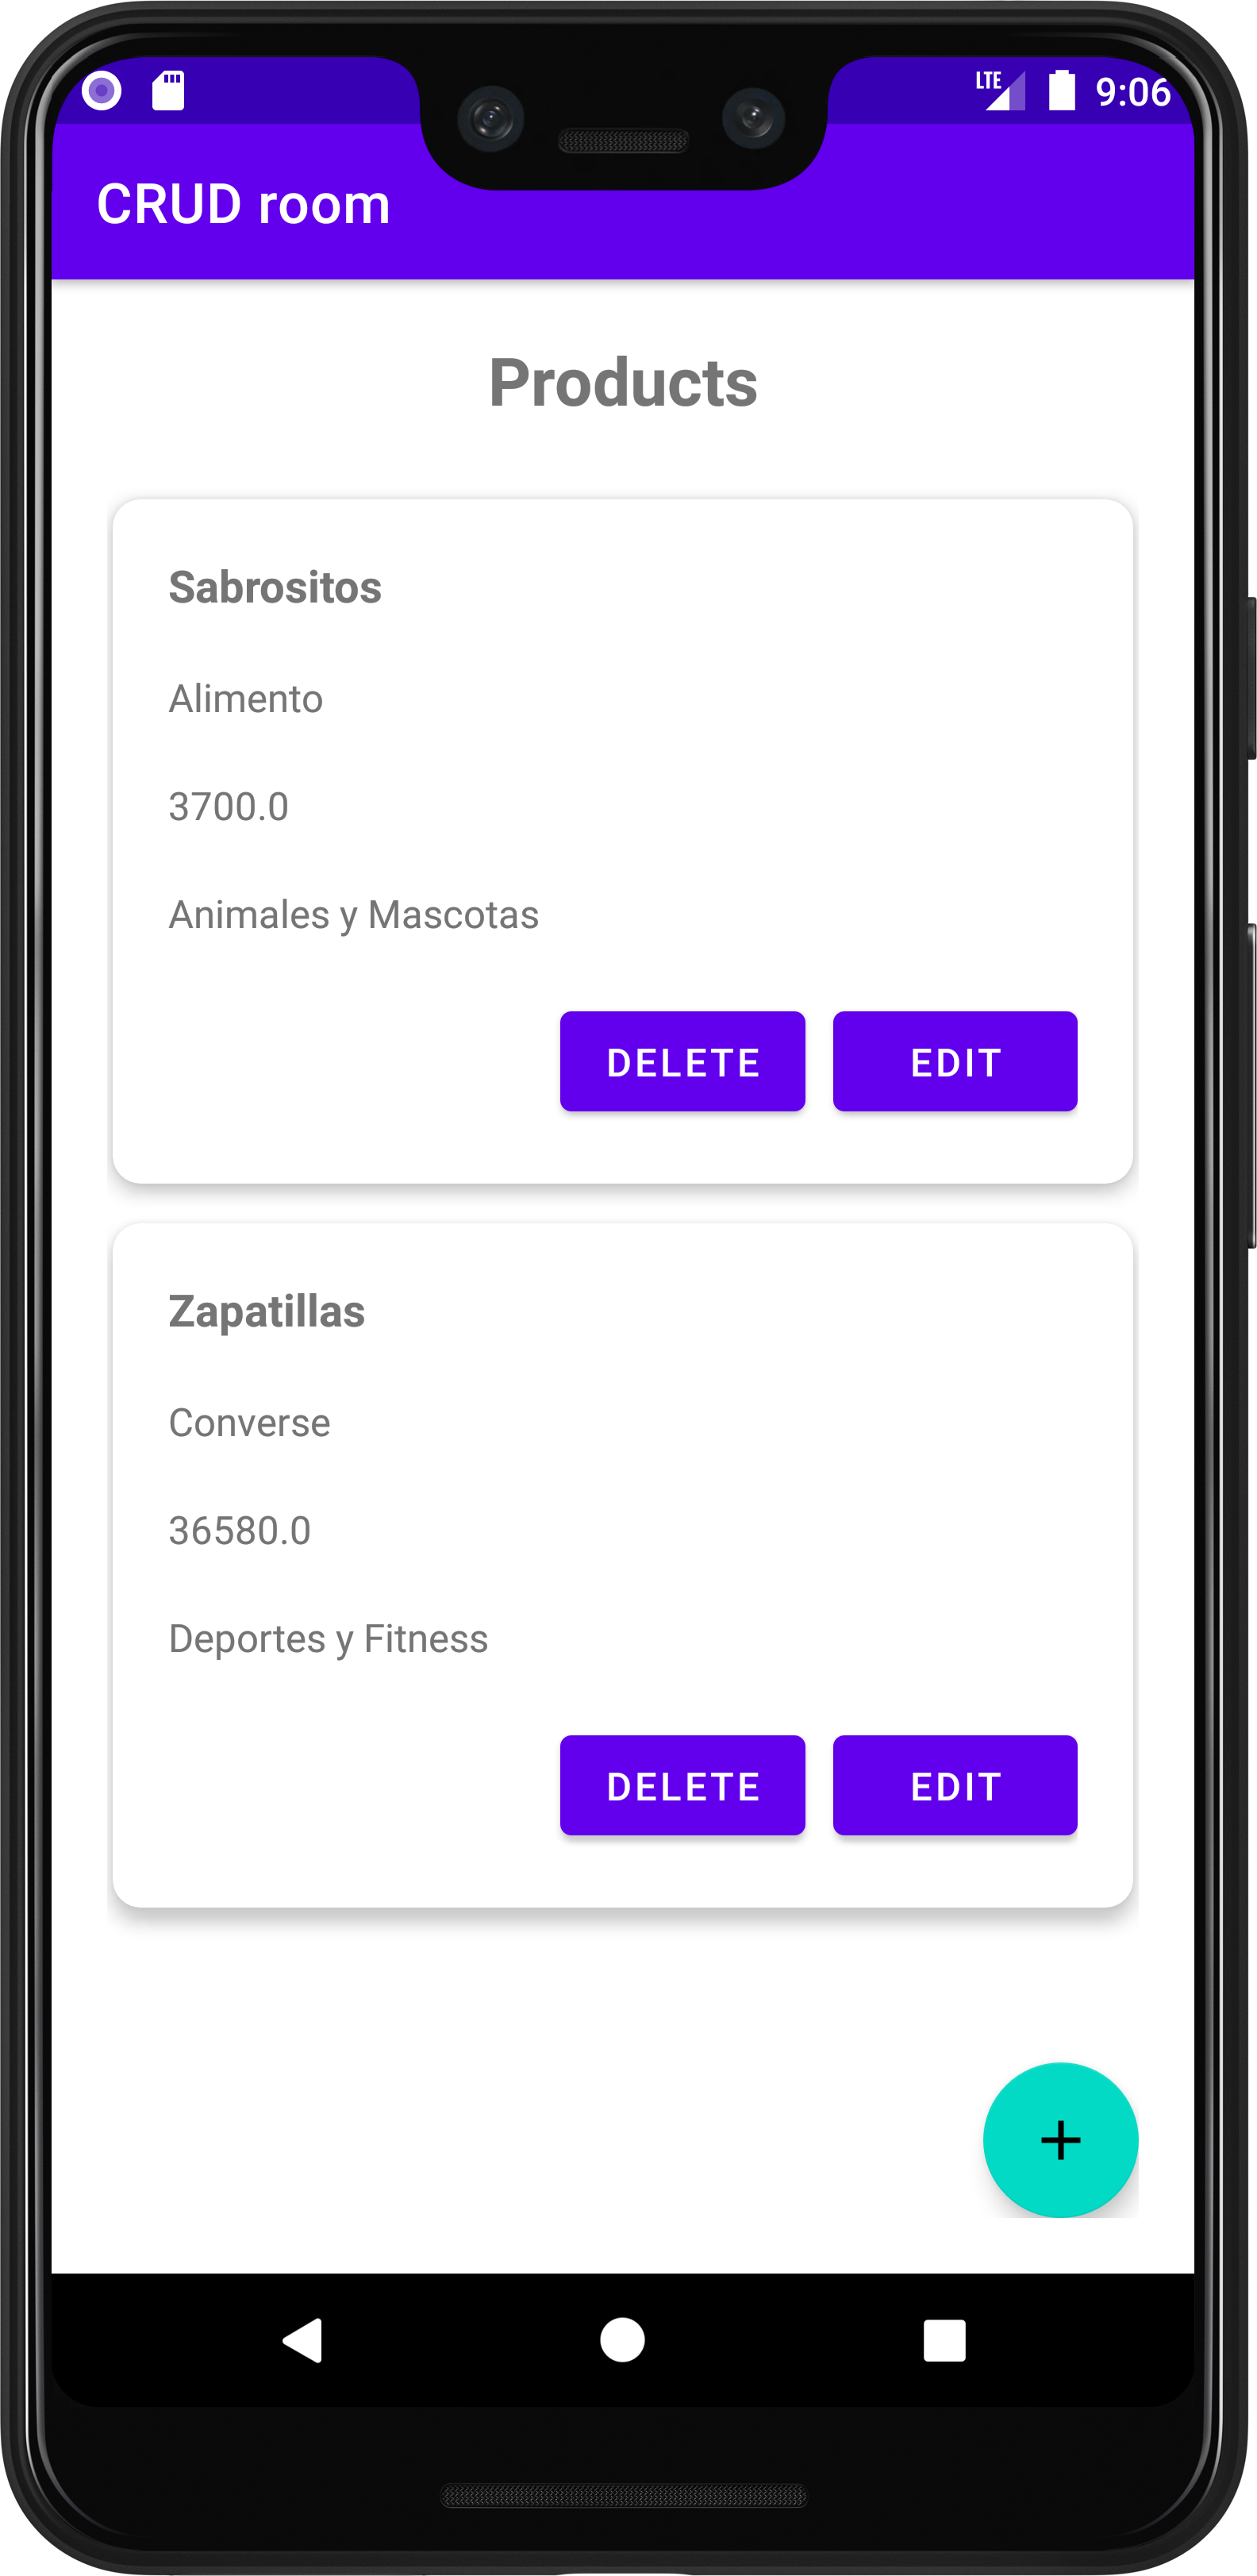 LTE 9:06
CRUD room
Products
Sabrositos
Alimento
3700.0
Animales y Mascotas
DELETE EDIT
Zapatillas
Converse
36580.0
Deportes y Fitness
DELETE EDIT
+